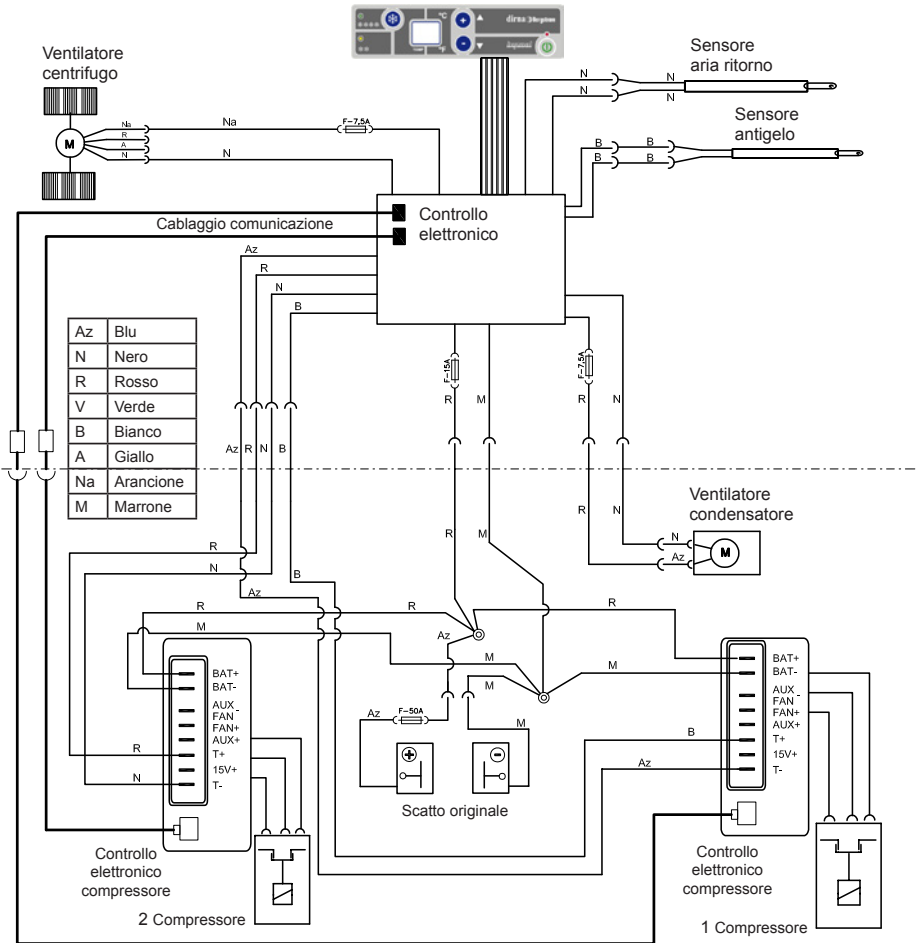 °C
°F
dirna Bergstrom
Ventilatore
centrifugo
M
Na
R
A
N
Na
N
F-7,5A
Sensore
aria ritorno
N
N
N
N
Sensore
antigelo
B
B
B
B
Controllo
elettronico
Cablaggio comunicazione
Az
R
N
B
Az Blu
N Nero
R Rosso
V Verde
B Bianco
A Giallo
Na Arancione
M Marrone
F-15A
F-7,5A
R
M
R
N
Az
R
N
B
R
M
R
N
Ventilatore
condensatore
N
Az
M
R
N
B
Az
R
R
M
R
Az
M
M
M
Az
F-50A
M
+
-
Scatto originale
BAT+
BAT-
AUX -
FAN
FAN+
AUX+
T+
15V+
T-
R
N
Controllo
elettronico
compressore
2 Compressore
BAT+
BAT-
AUX -
FAN
FAN+
AUX+
T+
15V+
T-
B
Az
Controllo
elettronico
compressore
1 Compressore